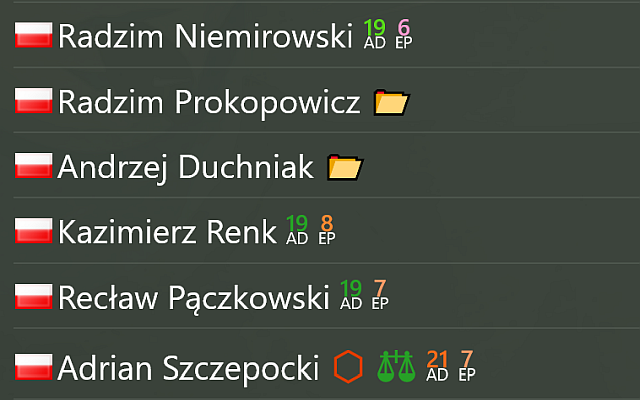 Radzim Niemirowski 19 AD 6 EP
Radzim Prokopowicz
Andrzej Duchniak
Kazimierz Renk 19 AD 8 EP
Recław Pączkowski 19 AD 7 EP
Adrian Szczepocki 21 AD 7 EP